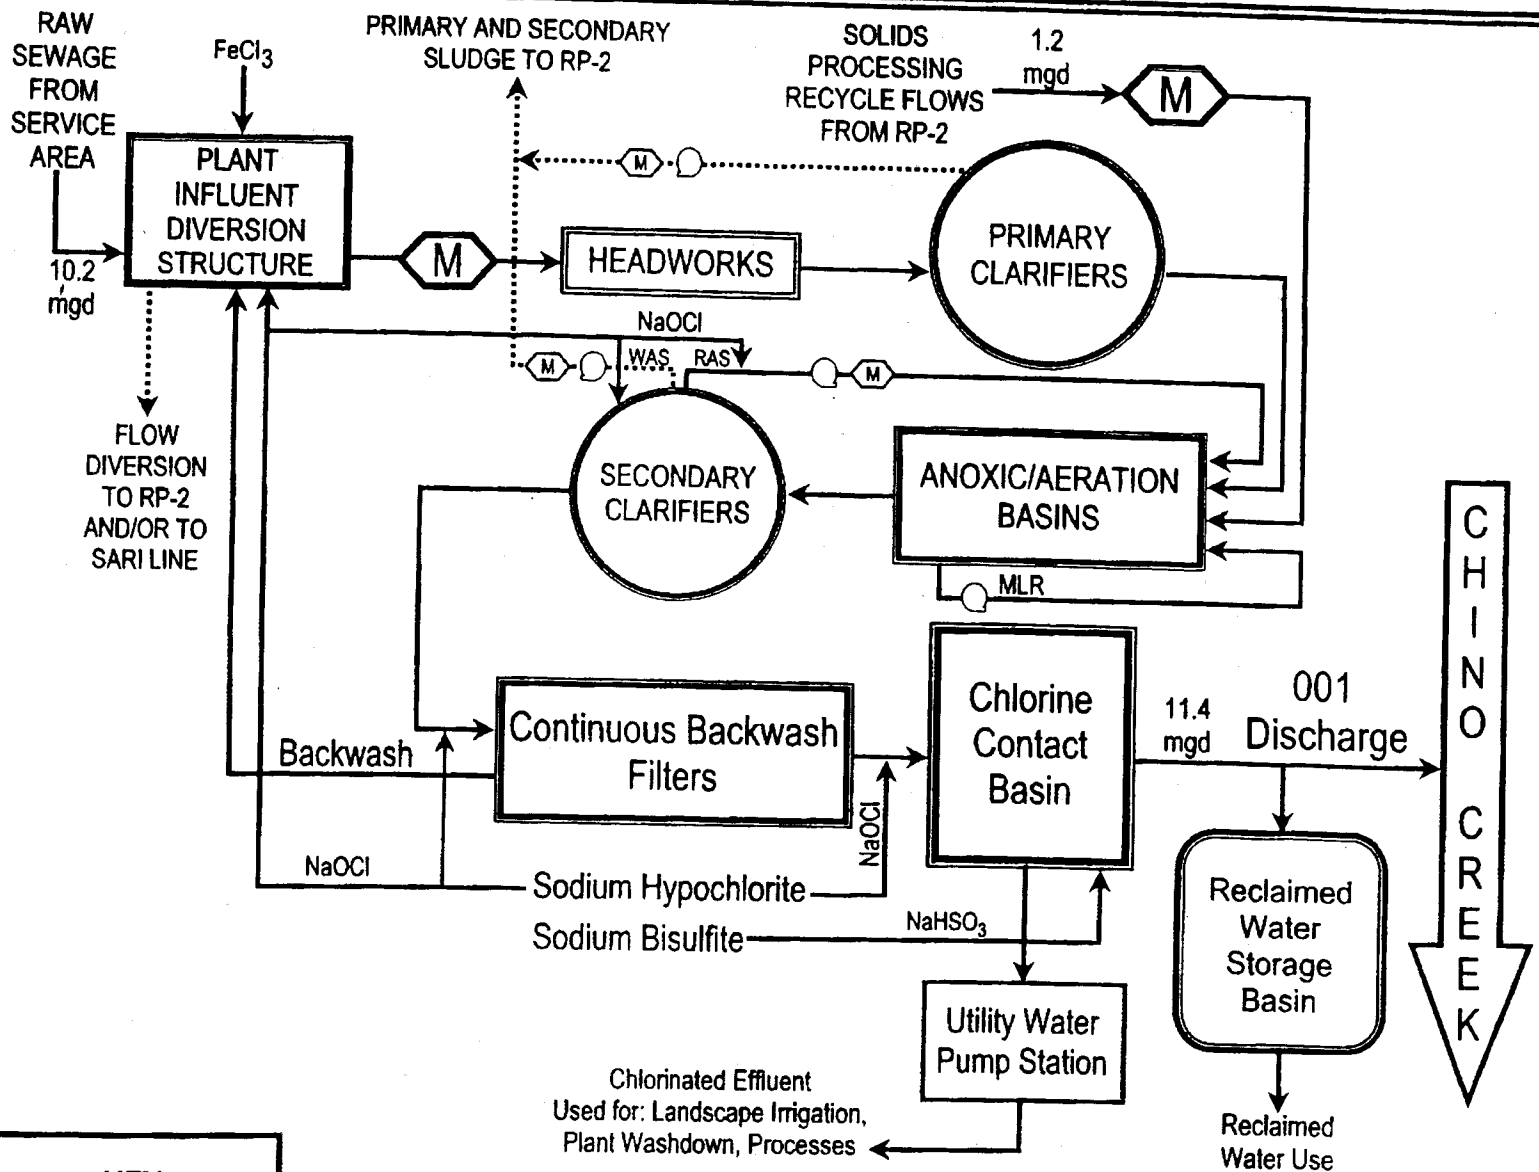 RAW
SEWAGE
FROM
SERVICE
AREA
FeCl3
PRIMARY AND SECONDARY
SLUDGE TO RP-2
SOLIDS
PROCESSING
RECYCLE FLOWS
FROM RP-2
1.2
mgd
M
PLANT
INFLUENT
DIVERSION
STRUCTURE
10.2
mgd
M
M
HEADWORKS
PRIMARY
CLARIFIERS
NaOCl
M
WAS
RAS
M
FLOW
DIVERSION
TO RP-2
AND/OR TO
SARI LINE
SECONDARY
CLARIFIERS
ANOXIC/AERATION
BASINS
MLR
Continuous Backwash
Filters
Backwash
Chlorine
Contact
Basin
11.4
mgd
001
Discharge
CHINO CREEK
NaOCl
NaOCl
Sodium Hypochlorite
Sodium Bisulfite
NaHSO3
Reclaimed
Water
Storage
Basin
Utility Water
Pump Station
Chlorinated Effluent
Used for: Landscape Irrigation,
Plant Washdown, Processes
Reclaimed
Water Use